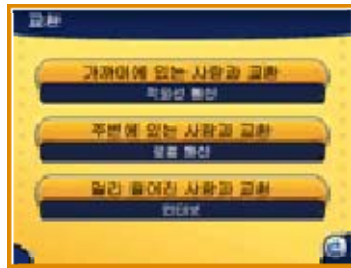 교환
가까이에 있는 사람과 교환
적외선 통신
주변에 있는 사람과 교환
로컬 통신
멀리 떨어진 사람과 교환
인터넷